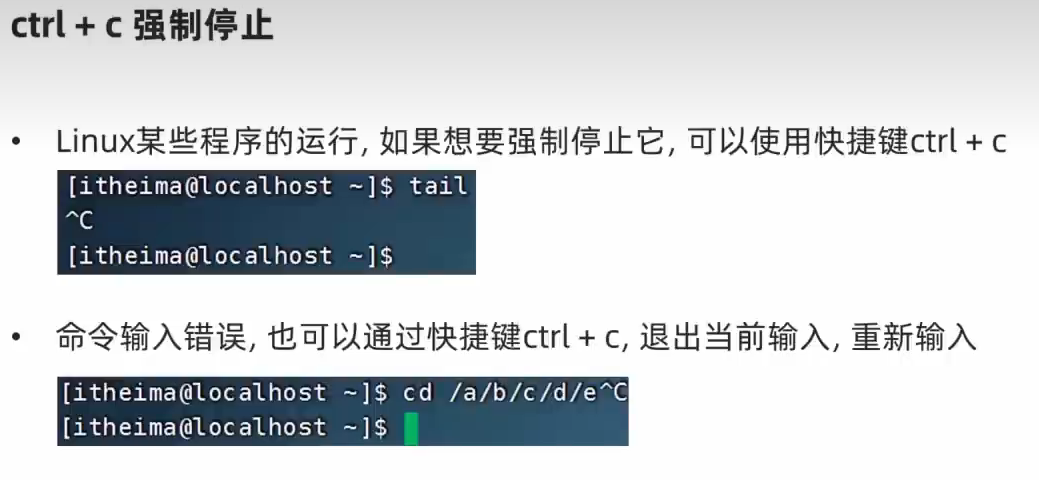 ctrl + c 强制停止
• Linux某些程序的运行, 如果想要强制停止它, 可以使用快捷键ctrl + c
[itheima@localhost ~]$ tail
^C
[itheima@localhost ~]$
• 命令输入错误, 也可以通过快捷键ctrl + c, 退出当前输入, 重新输入
[itheima@localhost ~]$ cd /a/b/c/d/e^C
[itheima@localhost ~]$